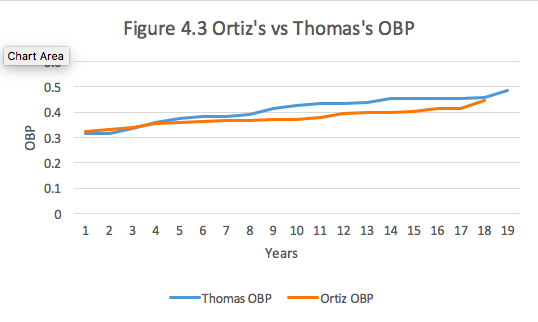 Figure 4.3 Ortiz's vs Thomas's OBP
Chart Area
0.5
0.4
0.3
0.2
0.1
0
OBP
1 2 3 4 5 6 7 8 9 10 11 12 13 14 15 16 17 18 19
Years
Thomas OBP Ortiz OBP